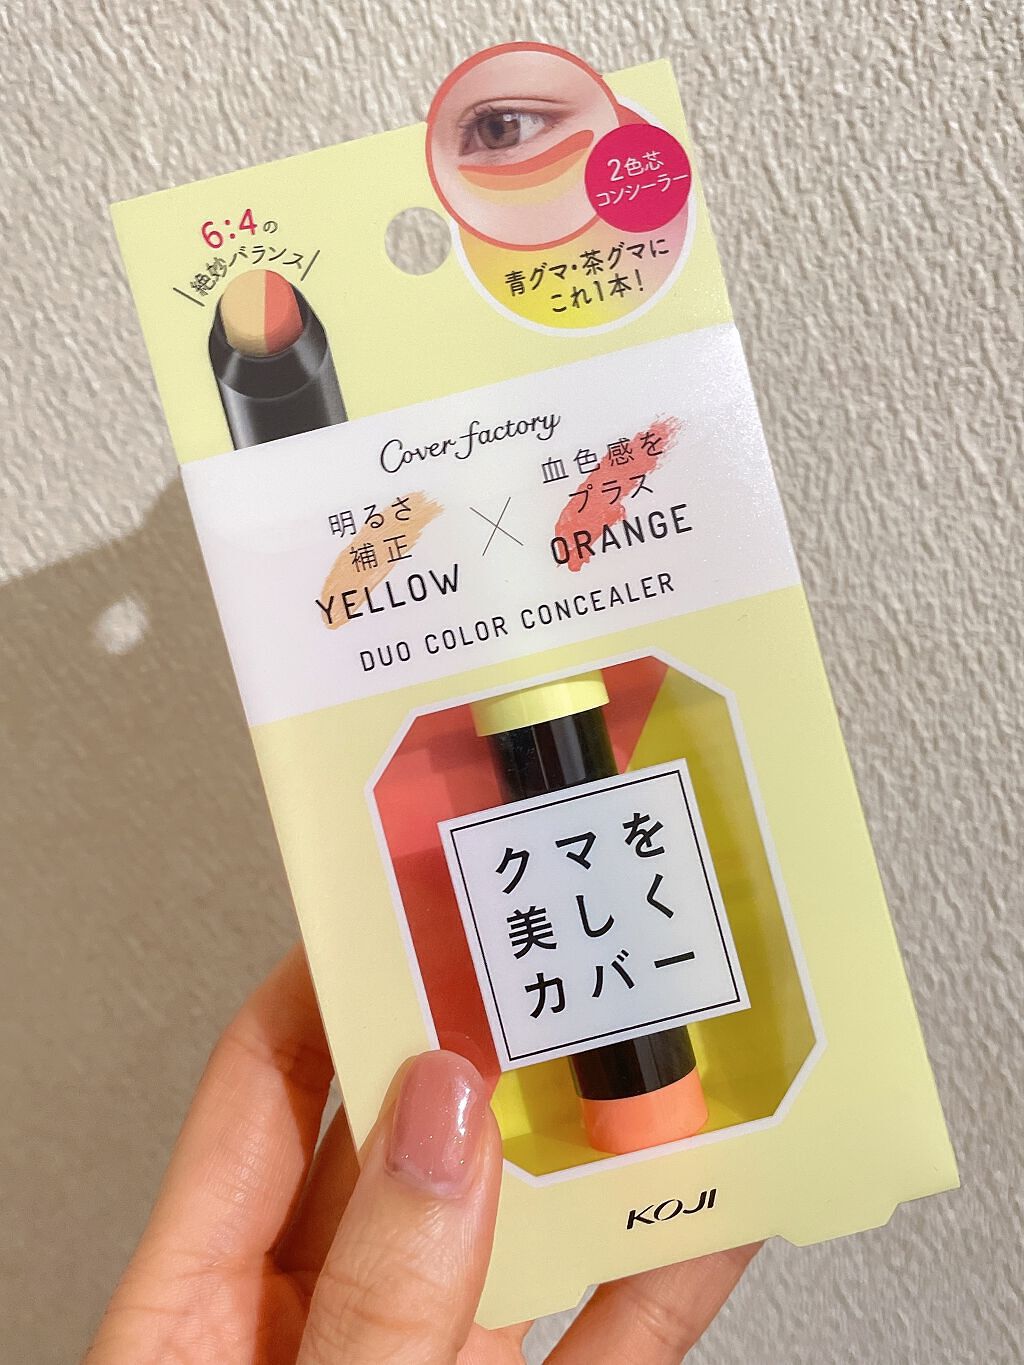 2色芯
コンシーラー
6:4の
絶妙バランス
青グマ・茶グマに
これ1本!
Cover factory
明るさ
補正
YELLOW
×
血色感を
プラス
ORANGE
DUO COLOR CONCEALER
クマを
美しく
カバー
KOJI